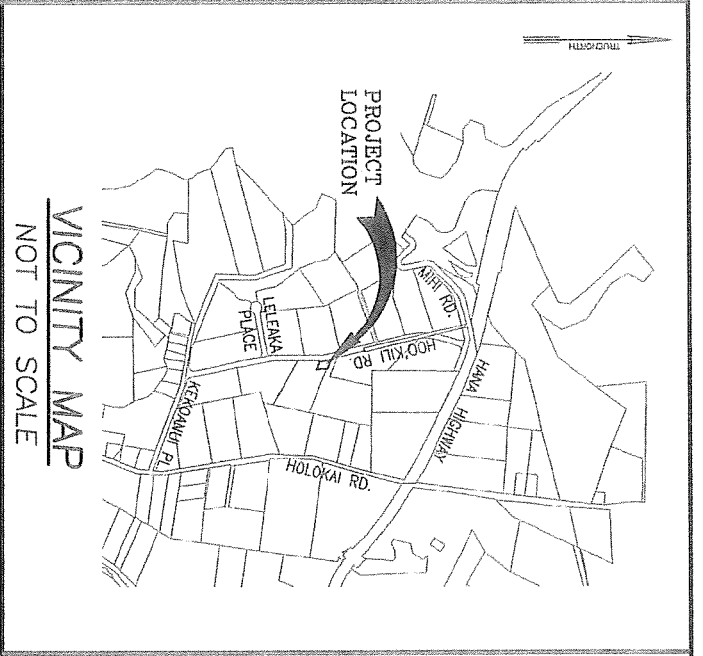 TRUE NORTH
PROJECT
LOCATION
MIHI RD.
HOO'KILI RD.
HANA
HIGHWAY
LELEAKA
PLACE
KEKOANUI PL.
HOLOKAI RD.
VICINITY MAP
NOT TO SCALE